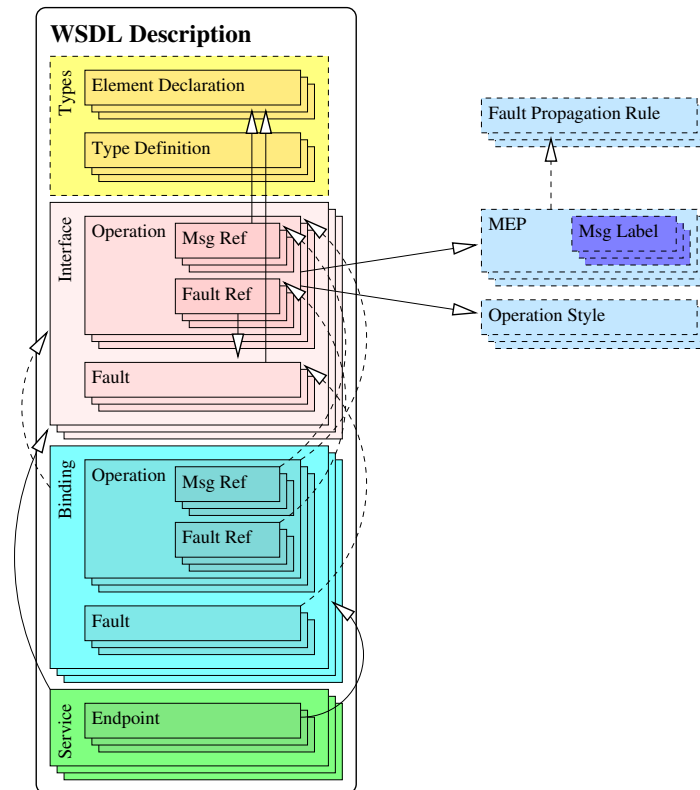 WSDL Description
Types
Element Declaration
Type Definition
Interface
Operation
Msg Ref
Fault Ref
Fault
Binding
Operation
Msg Ref
Fault Ref
Fault
Service
Endpoint
Fault Propagation Rule
MEP
Msg Label
Operation Style